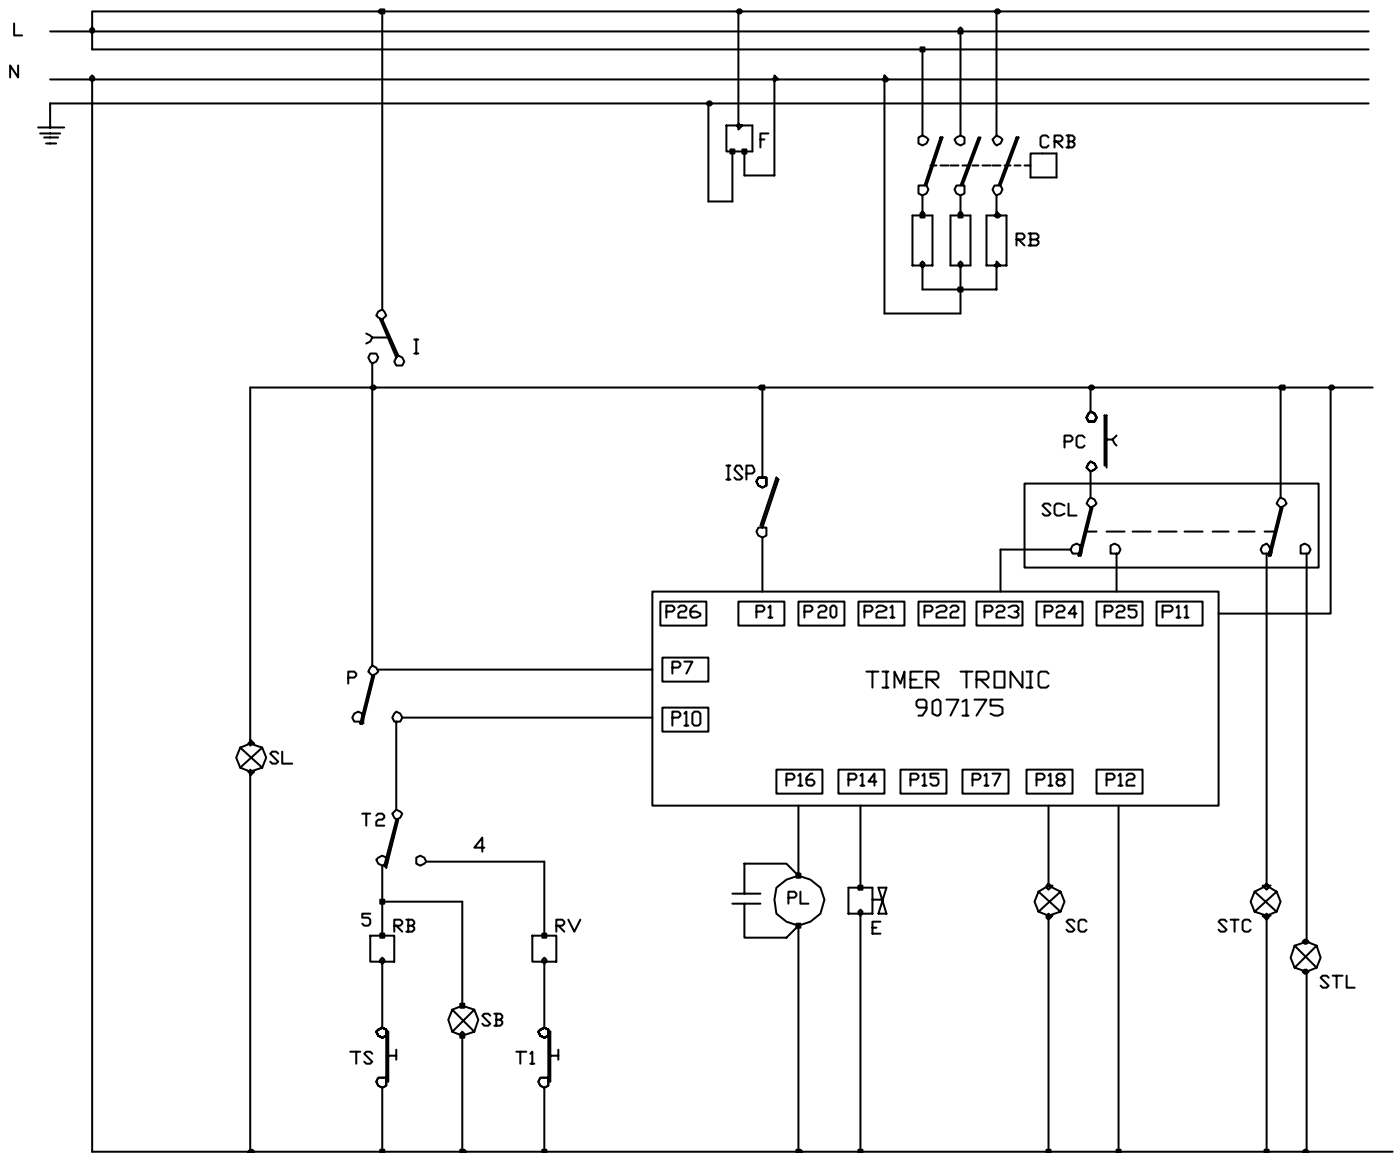 L
N
F
CRB
RB
I
ISP
PC
SCL
P26 P1 P20 P21 P22 P23 P24 P25 P11
P
P7
TIMER TRONIC
907175
P10
SL
P16 P14 P15 P17 P18 P12
T2
4
5 RB
RV
PL
E
SC
STC
STL
SB
TS
T1